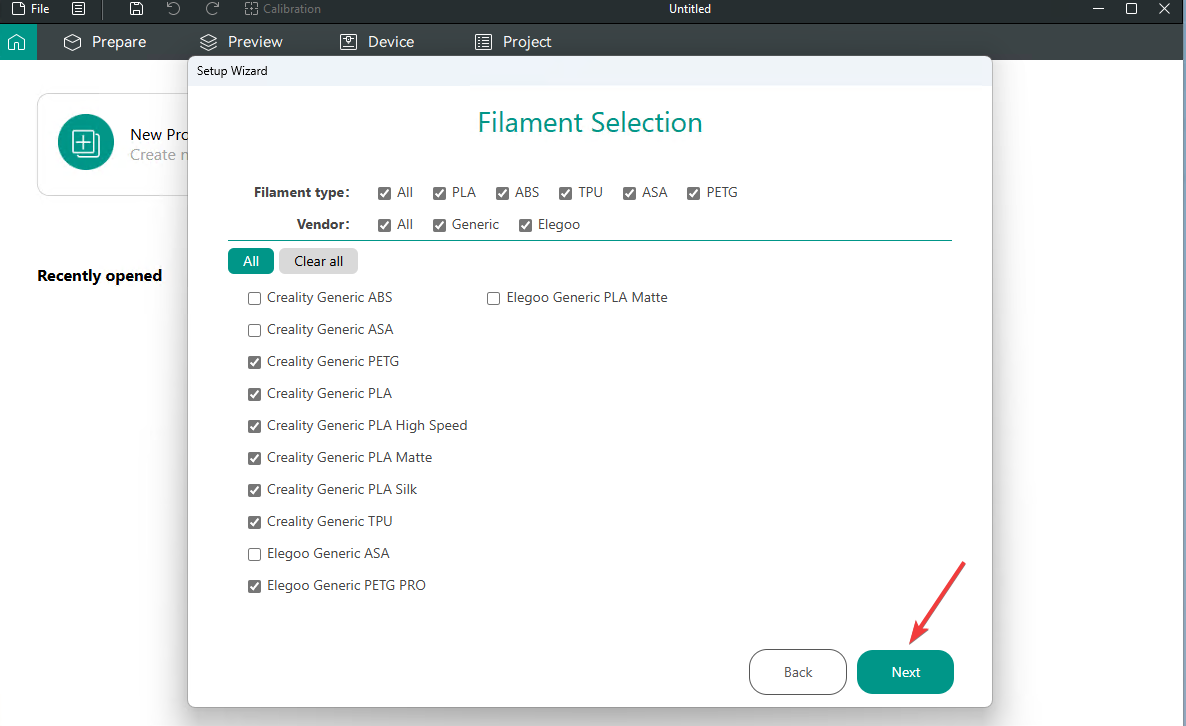 File Calibration Untitled
Prepare Preview Device Project
Setup Wizard
Filament Selection
New Pro
Create n
Filament type: All PLA ABS TPU ASA PETG
Vendor: All Generic Elegoo
All Clear all
Recently opened
Creality Generic ABS Elegoo Generic PLA Matte
Creality Generic ASA
Creality Generic PETG
Creality Generic PLA
Creality Generic PLA High Speed
Creality Generic PLA Matte
Creality Generic PLA Silk
Creality Generic TPU
Elegoo Generic ASA
Elegoo Generic PETG PRO
Back Next